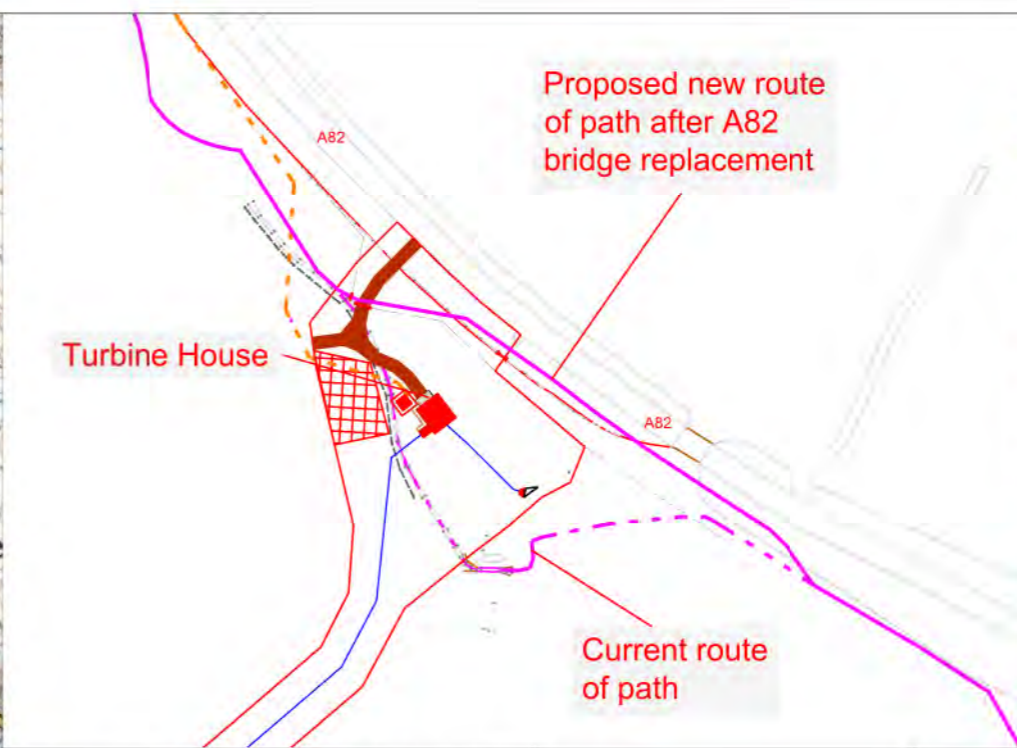 Proposed new route
of path after A82
bridge replacement
A82
Turbine House
A82
Current route
of path